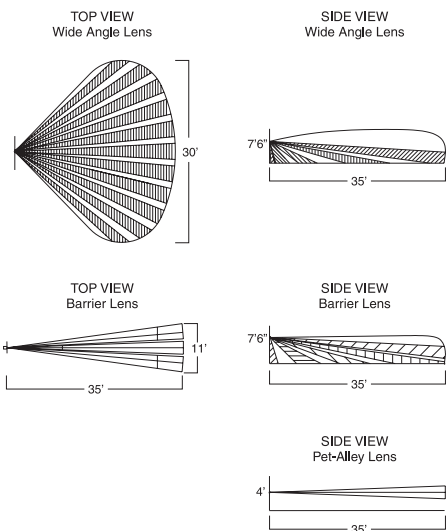 TOP VIEW
Wide Angle Lens
30'
SIDE VIEW
Wide Angle Lens
7'6"
35'
TOP VIEW
Barrier Lens
11'
35'
SIDE VIEW
Barrier Lens
7'6"
35'
SIDE VIEW
Pet-Alley Lens
4'
35'